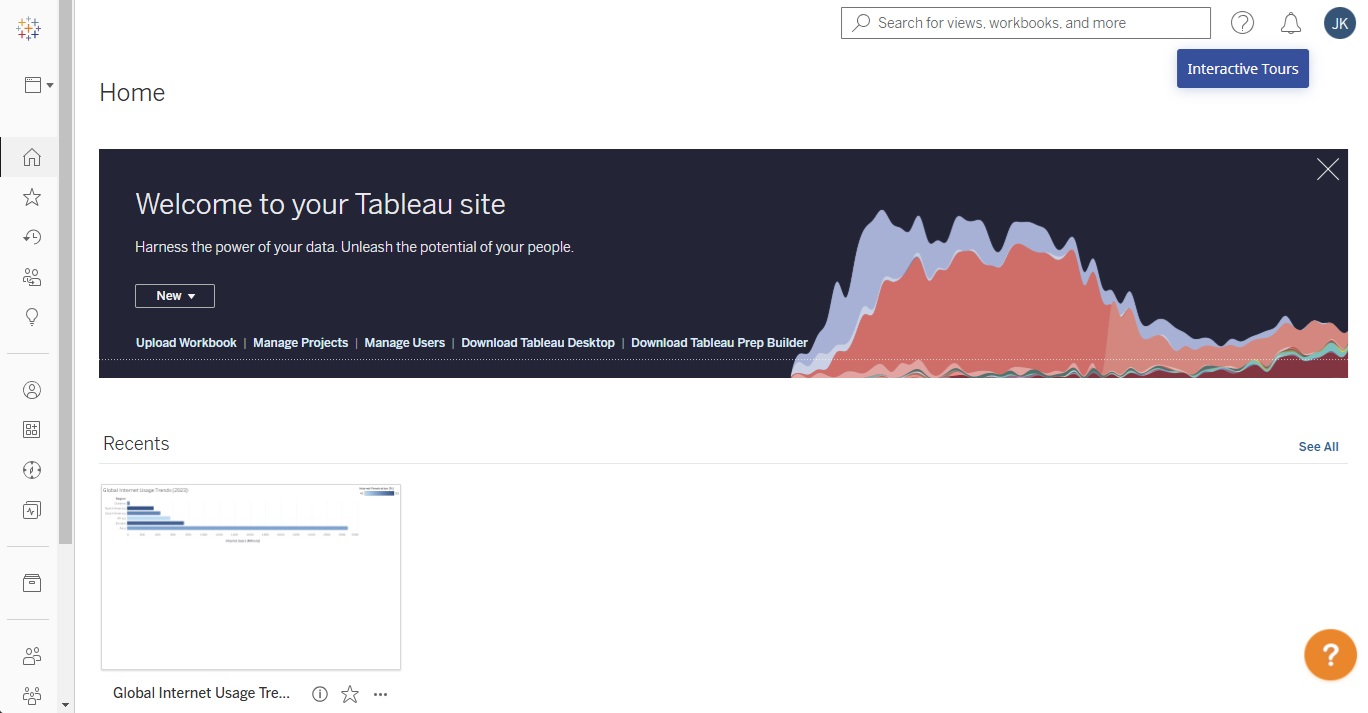 Search for views, workbooks, and more
JK
Interactive Tours
Home
Welcome to your Tableau site
Harness the power of your data. Unleash the potential of your people.
New
Upload Workbook | Manage Projects | Manage Users | Download Tableau Desktop | Download Tableau Prep Builder
Recents
See All
Global Internet Usage Trends (2023)
?
Global Internet Usage Tre...